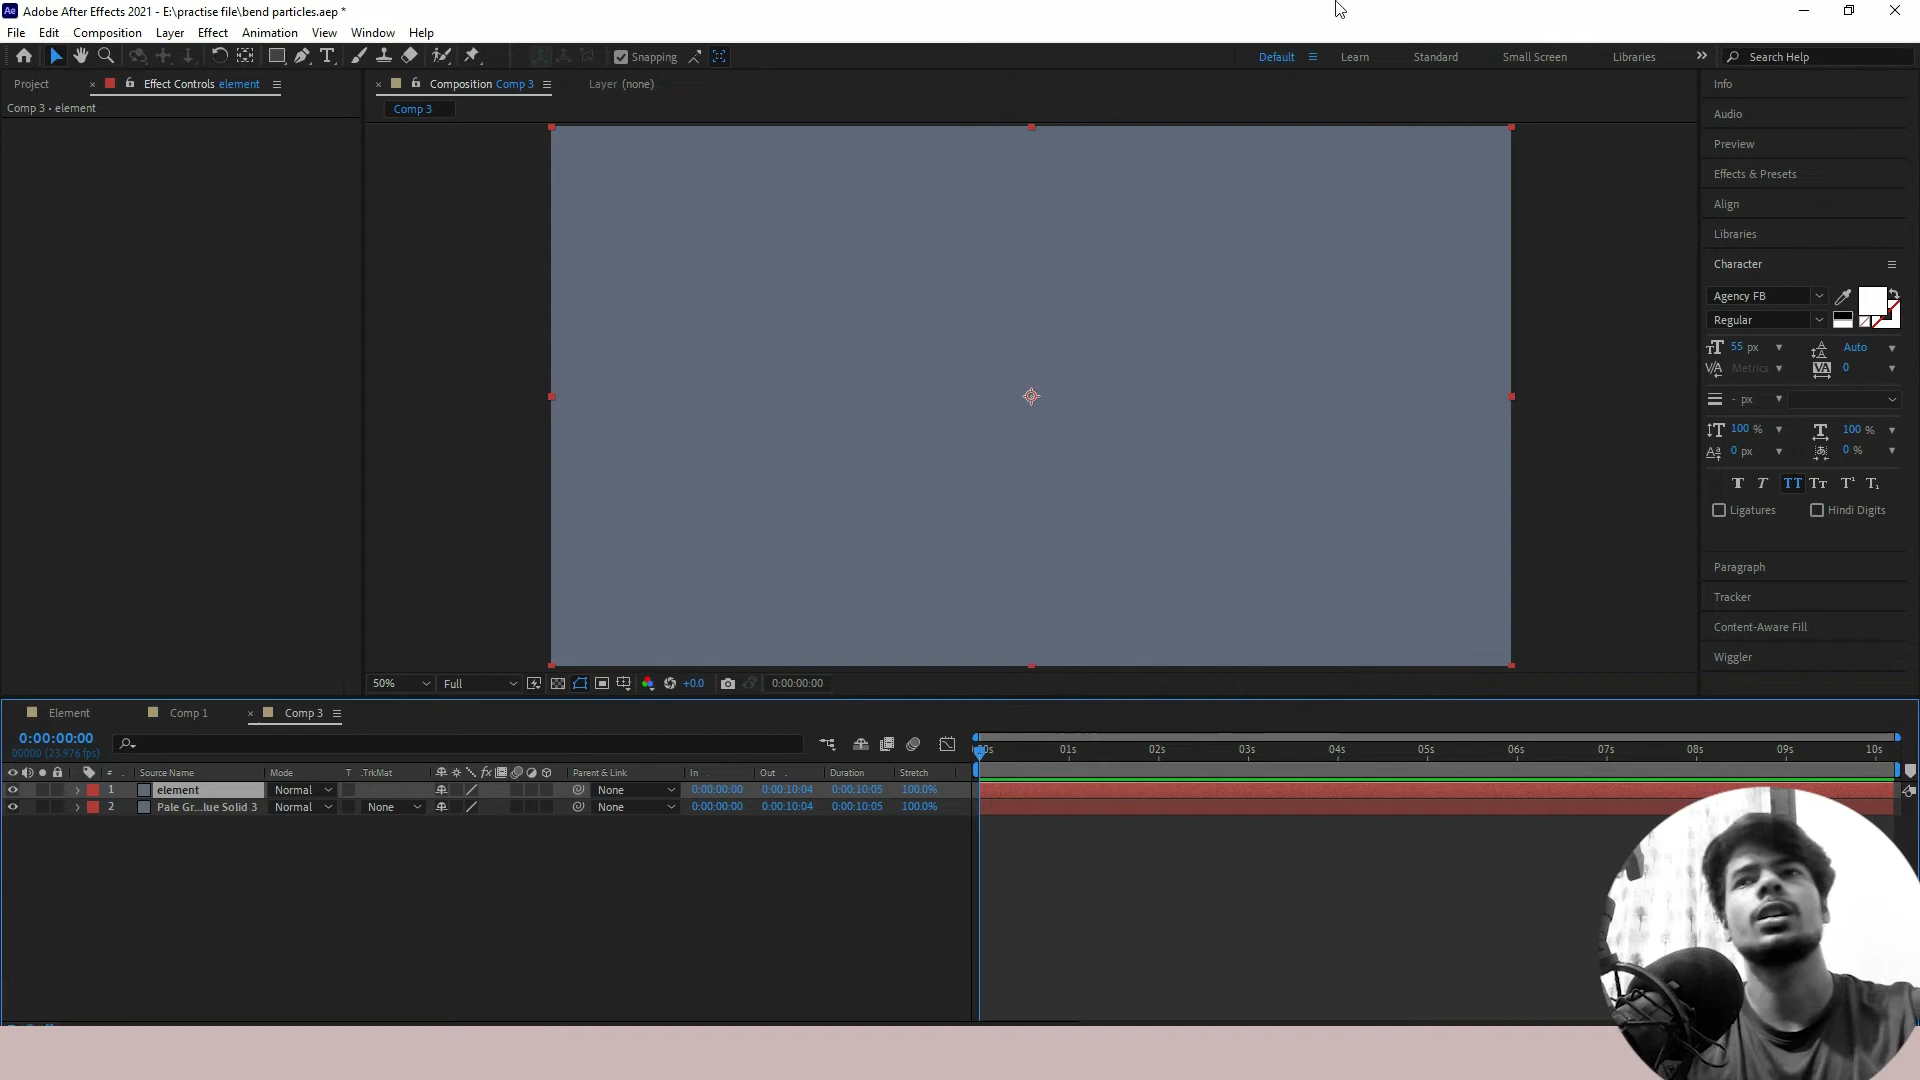 Adobe After Effects 2021 - E:\practise file\bend particles.aep *
File Edit Composition Layer Effect Animation View Window Help
Snapping
Default Learn Standard Small Screen Libraries Search Help
Project
Effect Controls element
Comp 3 • element
Composition Comp 3
Layer (none)
Comp 3
Info
Audio
Preview
Effects & Presets
Align
Libraries
Character
Agency FB
Regular
55 px Auto
Metrics 0
- px
100 % 100 %
0 px 0 %
T T TT Tt T¹ T₁
Ligatures Hindi Digits
Paragraph
Tracker
Content-Aware Fill
Wiggler
50% Full +0.0 0:00:00:00
Element Comp 1 Comp 3
0:00:00:00
00000 (23.976 fps)
01s 02s 03s 04s 05s 06s 07s 08s 09s 10s
# Source Name Mode T .TrkMat Parent & Link In Out Duration Stretch
1 element Normal None 0:00:00:00 0:00:10:04 0:00:10:05 100.0%
2 Pale Gr...lue Solid 3 Normal None None 0:00:00:00 0:00:10:04 0:00:10:05 100.0%